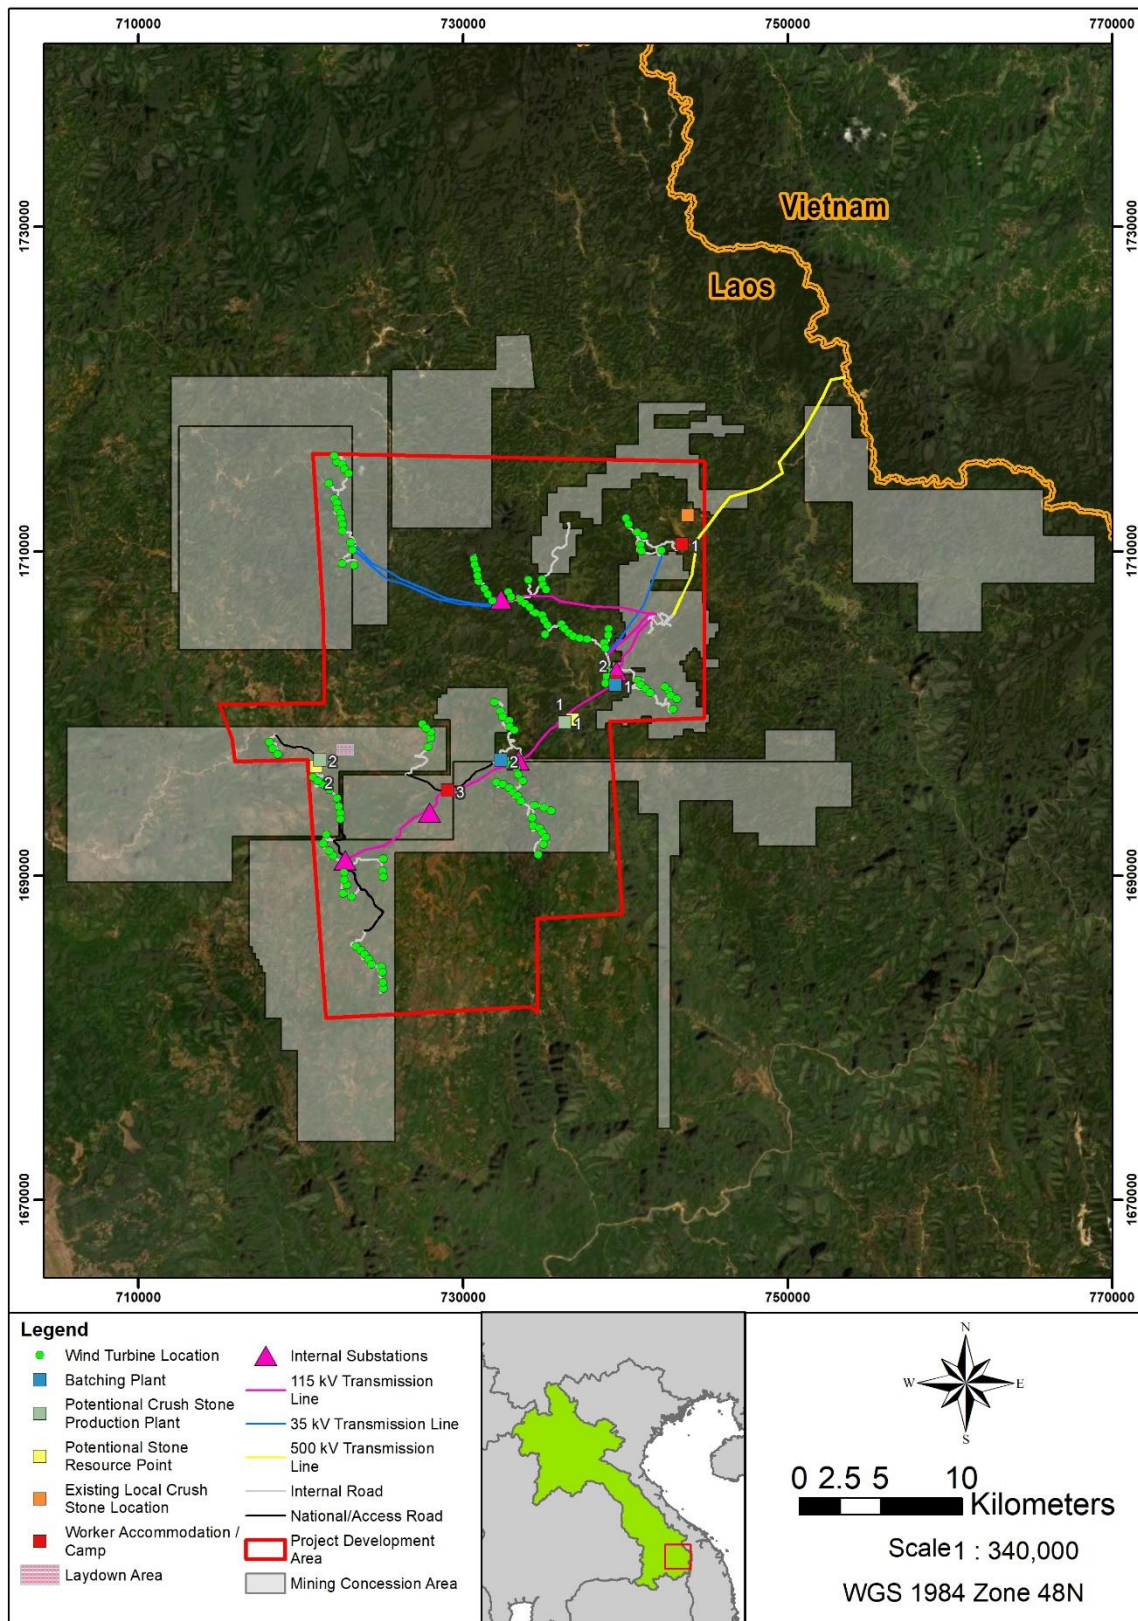 710000 730000 750000 770000
1730000 1730000
Vietnam
Laos
1710000 1710000
1
2
1
1
1
2
2
2
3
1690000 1690000
1670000 1670000
710000 730000 750000 770000
Legend
Wind Turbine Location
Batching Plant
Potentional Crush Stone
Production Plant
Potentional Stone
Resource Point
Existing Local Crush
Stone Location
Worker Accommodation /
Camp
Laydown Area
Internal Substations
115 kV Transmission
Line
35 kV Transmission Line
500 kV Transmission
Line
Internal Road
National/Access Road
Project Development
Area
Mining Concession Area
N
W E
S
0 2.5 5 10
Kilometers
Scale 1 : 340,000
WGS 1984 Zone 48N